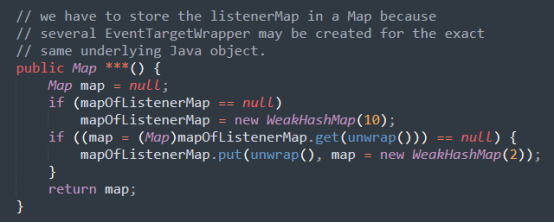 // we have to store the listenerMap in a Map because
// several EventTargetWrapper may be created for the exact
// same underlying Java object.
public Map ***() {
Map map = null;
if (mapOfListenerMap == null)
mapOfListenerMap = new WeakHashMap(10);
if ((map = (Map)mapOfListenerMap.get(unwrap())) == null) {
mapOfListenerMap.put(unwrap(), map = new WeakHashMap(2));
}
return map;
}